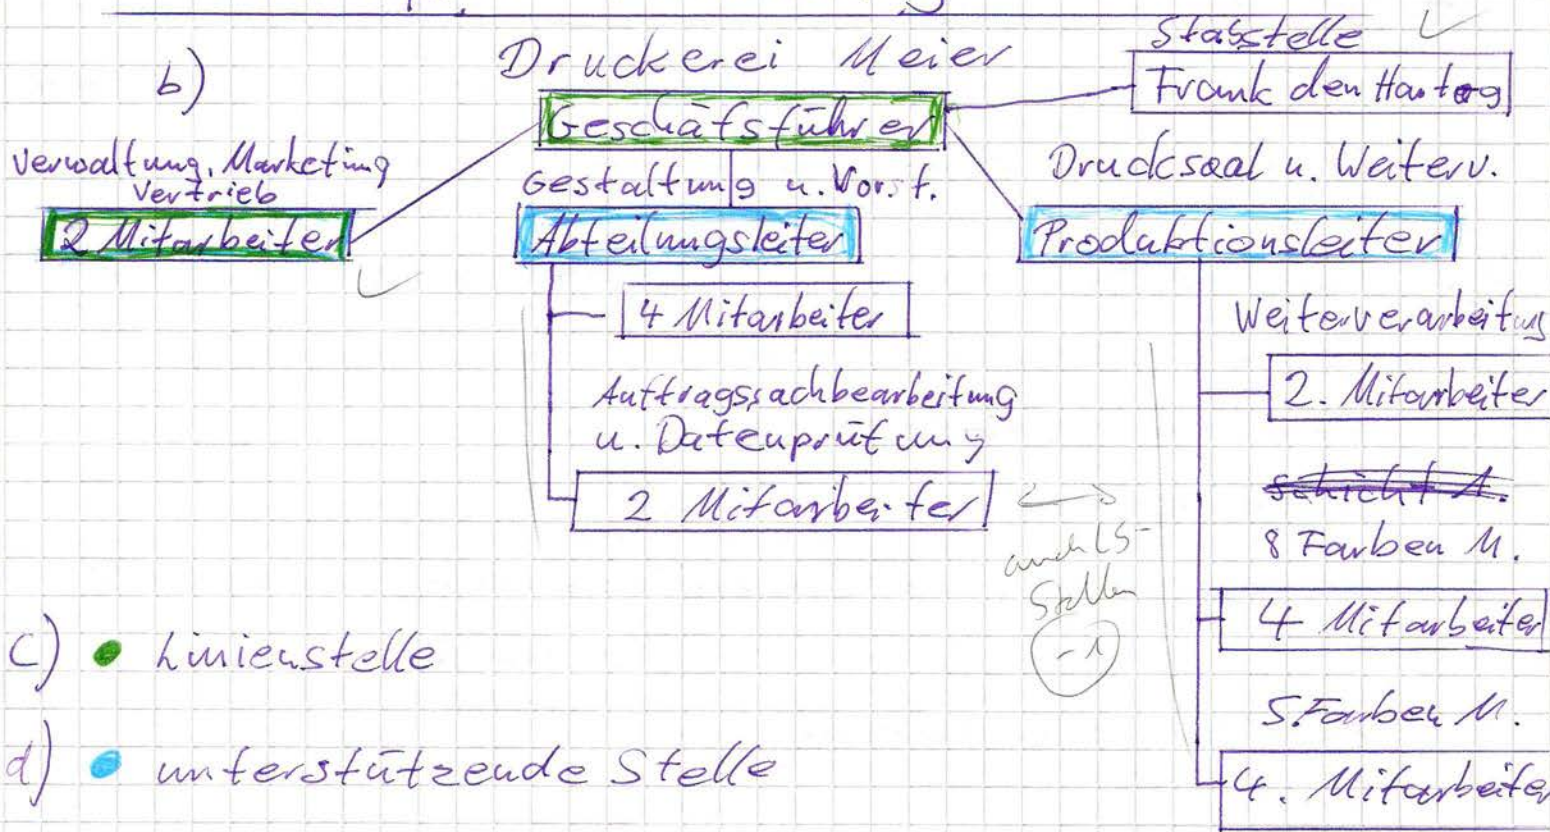 Stabsstelle
Druckerei Meier
b)
Frank den Hartog
Geschäfsführer
Verwaltung, Marketing
Vertrieb
Gestaltung u. Vorst.
Drucksaal u. Weiterv.
2 Mitarbeiter
Abteilungsleiter
Produktionsleiter
4 Mitarbeiter
Weiterverarbeitung
2. Mitarbeiter
Auftragssachbearbeitung
u. Datenprüfung
Schicht 1.
2 Mitarbeiter
8 Farben M.
auch LS-
Stellen
-1
4 Mitarbeiter
c) Linienstelle
5 Farben M.
d) unterstützende Stelle
4. Mitarbeiter